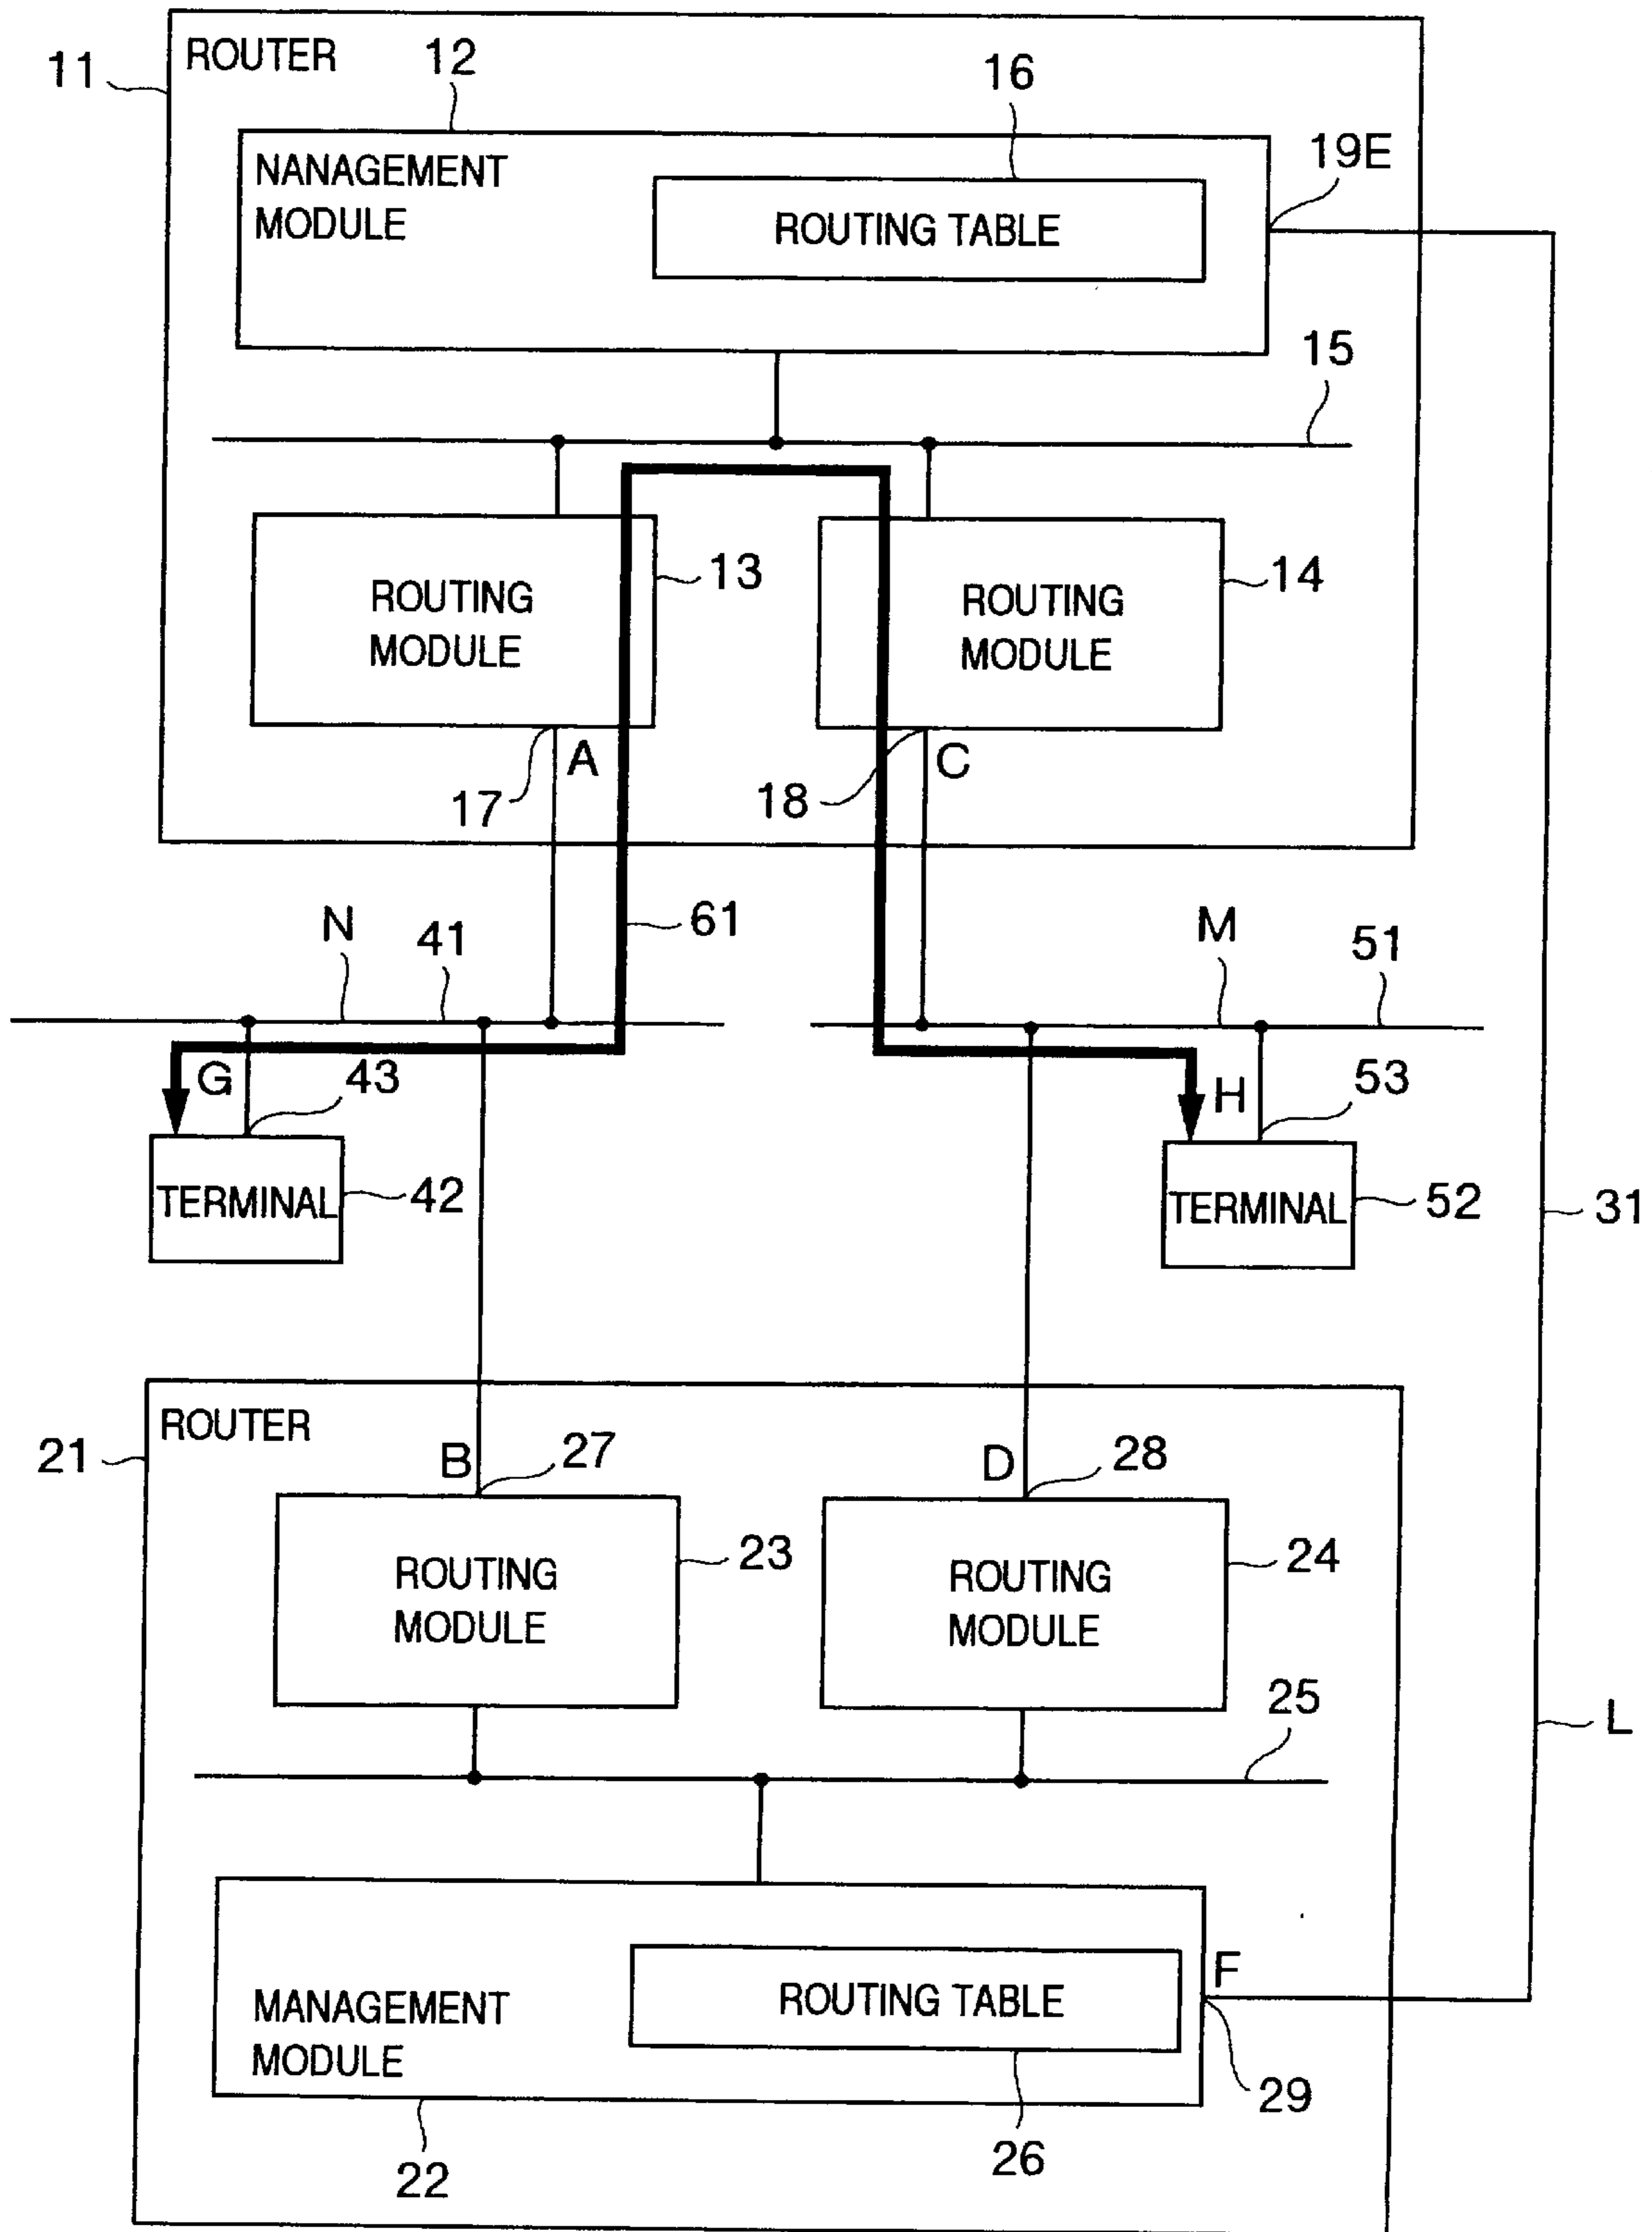 ROUTER
11
12
16
19E
NANAGEMENT
MODULE
ROUTING TABLE
15
ROUTING
MODULE
13
ROUTING
MODULE
14
A
17
C
18
61
N
41
M
51
G
43
H
53
TERMINAL
42
TERMINAL
52
31
ROUTER
21
B
27
D
28
ROUTING
MODULE
23
ROUTING
MODULE
24
25
L
MANAGEMENT
MODULE
ROUTING TABLE
F
29
22
26